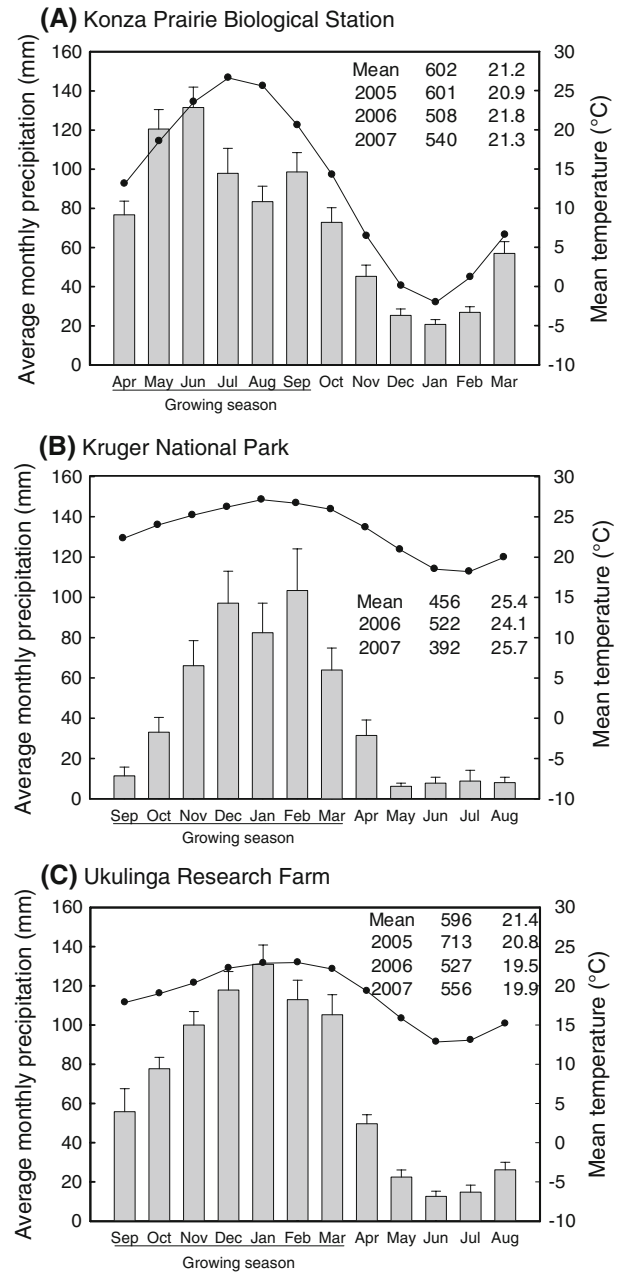 (A) Konza Prairie Biological Station
Average monthly precipitation (mm)
160
140
120
100
80
60
40
20
0
Mean 602 21.2
2005 601 20.9
2006 508 21.8
2007 540 21.3
30
25
20
15
10
5
0
-5
-10
Mean temperature (°C)
Apr May Jun Jul Aug Sep Oct Nov Dec Jan Feb Mar
Growing season
(B) Kruger National Park
Average monthly precipitation (mm)
160
140
120
100
80
60
40
20
0
Mean 456 25.4
2006 522 24.1
2007 392 25.7
30
25
20
15
10
5
0
-5
-10
Mean temperature (°C)
Sep Oct Nov Dec Jan Feb Mar Apr May Jun Jul Aug
Growing season
(C) Ukulinga Research Farm
Average monthly precipitation (mm)
160
140
120
100
80
60
40
20
0
Mean 596 21.4
2005 713 20.8
2006 527 19.5
2007 556 19.9
30
25
20
15
10
5
0
-5
-10
Mean temperature (°C)
Sep Oct Nov Dec Jan Feb Mar Apr May Jun Jul Aug
Growing season